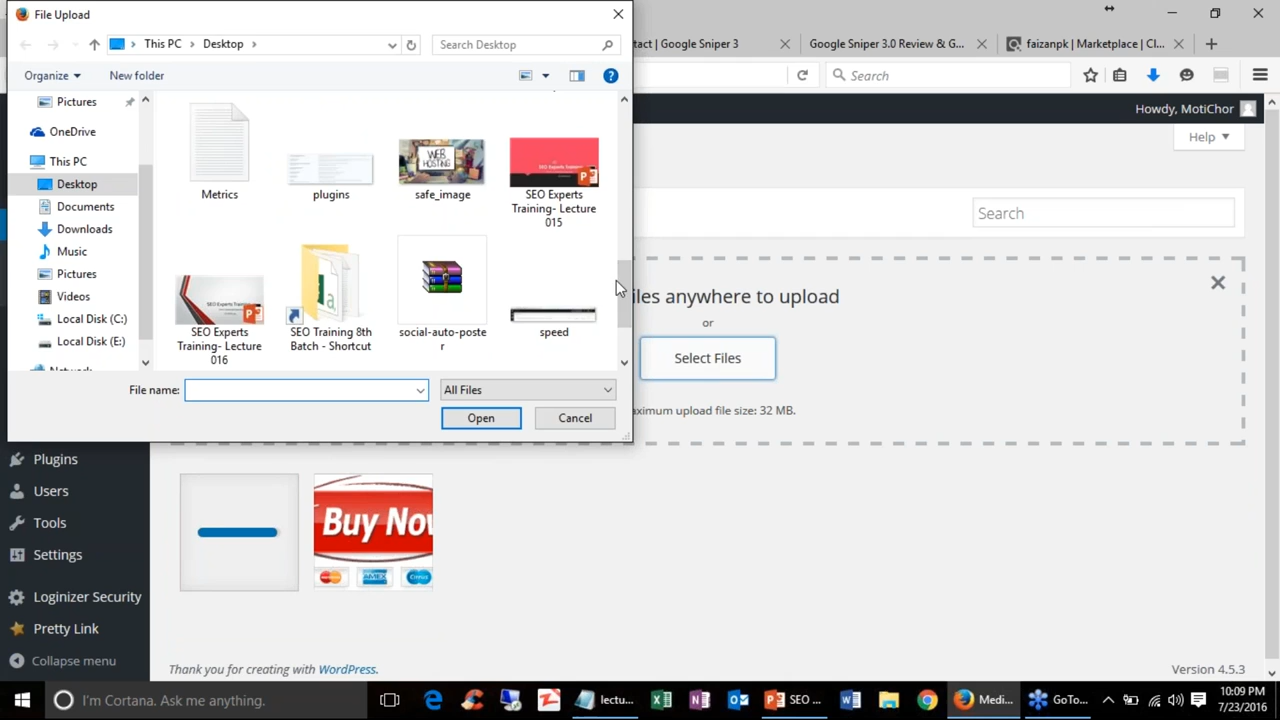 File Upload
This PC
Desktop
Search Desktop
Organize
New folder
Pictures
OneDrive
This PC
Desktop
Documents
Downloads
Music
Pictures
Videos
Local Disk (C:)
Local Disk (E:)
Metrics
plugins
WEB
HOSTING
safe_image
SEO Experts
Training- Lecture
015
SEO Experts
Training- Lecture
016
SEO Training 8th
Batch - Shortcut
social-auto-poste
r
speed
File name:
All Files
Open
Cancel
tact | Google Sniper 3
Google Sniper 3.0 Review & G...
faizanpk | Marketplace | Cl...
Search
Howdy, MotiChor
Help
Search
iles anywhere to upload
or
Select Files
aximum upload file size: 32 MB.
Plugins
Users
Tools
Settings
Loginizer Security
Pretty Link
Collapse menu
Buy Nov
AMEX
Cirrus
Thank you for creating with WordPress.
Version 4.5.3
I'm Cortana. Ask me anything.
lectu...
SEO ...
Medi...
GoTo...
10:09 PM
7/23/2016